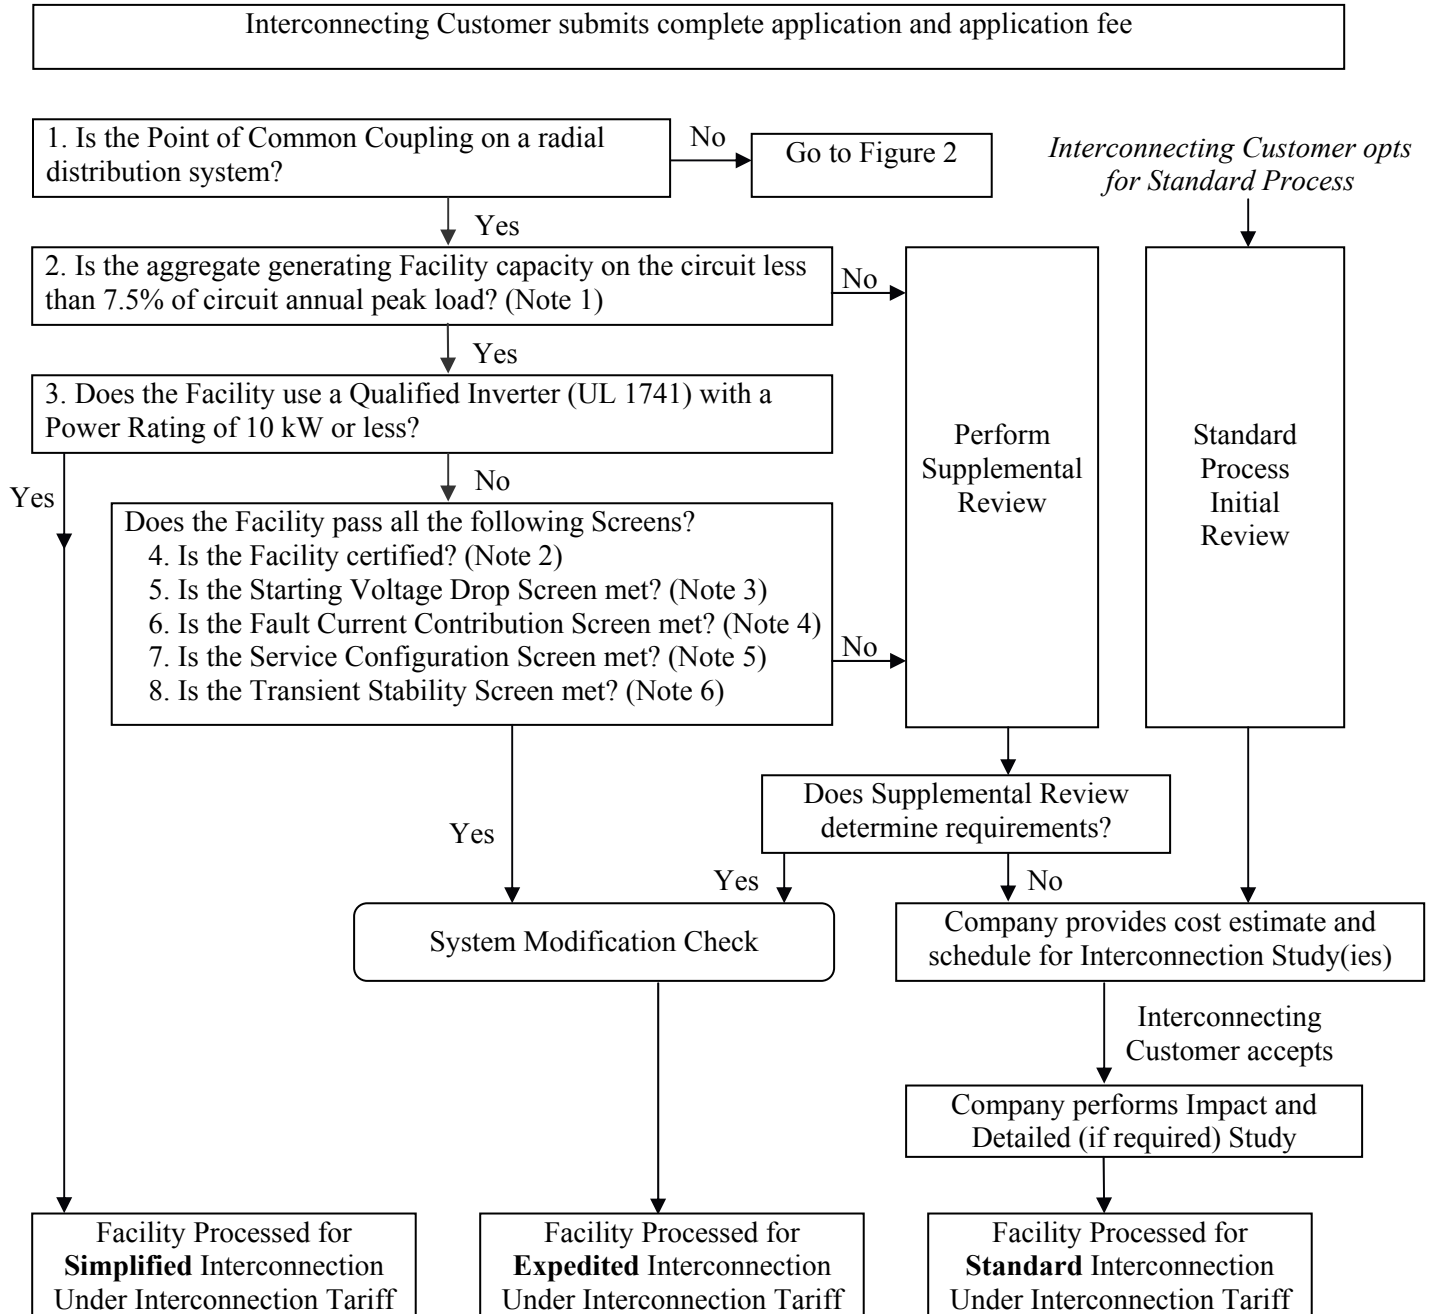 Interconnecting Customer submits complete application and application fee
1. Is the Point of Common Coupling on a radial
distribution system?
No
Go to Figure 2
Interconnecting Customer opts
for Standard Process
Yes
2. Is the aggregate generating Facility capacity on the circuit less
than 7.5% of circuit annual peak load? (Note 1)
No
Yes
3. Does the Facility use a Qualified Inverter (UL 1741) with a
Power Rating of 10 kW or less?
Perform
Supplemental
Review
Standard
Process
Initial
Review
Yes
No
Does the Facility pass all the following Screens?
4. Is the Facility certified? (Note 2)
5. Is the Starting Voltage Drop Screen met? (Note 3)
6. Is the Fault Current Contribution Screen met? (Note 4)
7. Is the Service Configuration Screen met? (Note 5)
8. Is the Transient Stability Screen met? (Note 6)
No
Yes
Does Supplemental Review
determine requirements?
Yes
No
System Modification Check
Company provides cost estimate and
schedule for Interconnection Study(ies)
Interconnecting
Customer accepts
Company performs Impact and
Detailed (if required) Study
Facility Processed for
Simplified Interconnection
Under Interconnection Tariff
Facility Processed for
Expedited Interconnection
Under Interconnection Tariff
Facility Processed for
Standard Interconnection
Under Interconnection Tariff